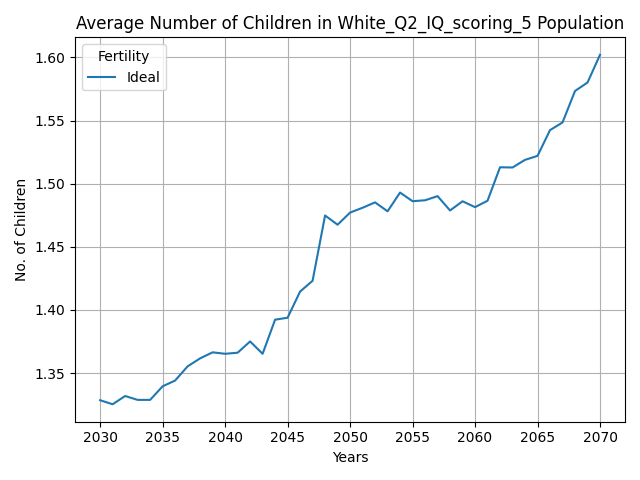 Average Number of Children in White_Q2_IQ_scoring_5 Population
Fertility
Ideal
No. of Children
1.60
1.55
1.50
1.45
1.40
1.35
2030 2035 2040 2045 2050 2055 2060 2065 2070
Years